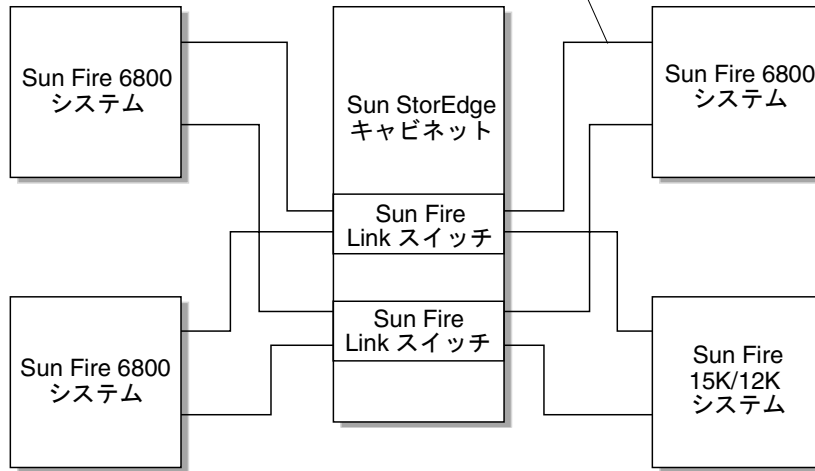 Sun Fire 6800
システム
Sun StorEdge
キャビネット
Sun Fire 6800
システム
Sun Fire
Link スイッチ
Sun Fire
Link スイッチ
Sun Fire 6800
システム
Sun Fire
15K/12K
システム